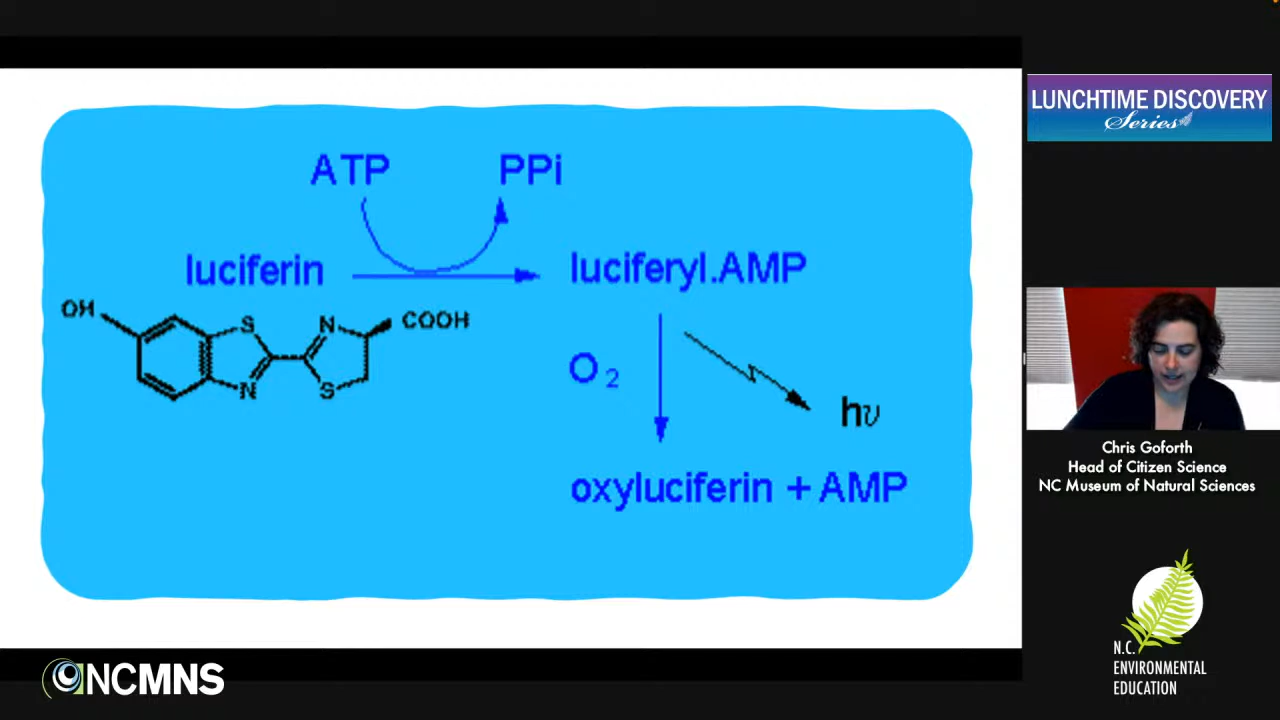 ATP PPi
luciferin luciferyl.AMP
OH S N COOH
N S
O2
hν
oxyluciferin + AMP
LUNCHTIME DISCOVERY
Series
Chris Goforth
Head of Citizen Science
NC Museum of Natural Sciences
N.C.
ENVIRONMENTAL
EDUCATION
NCMNS